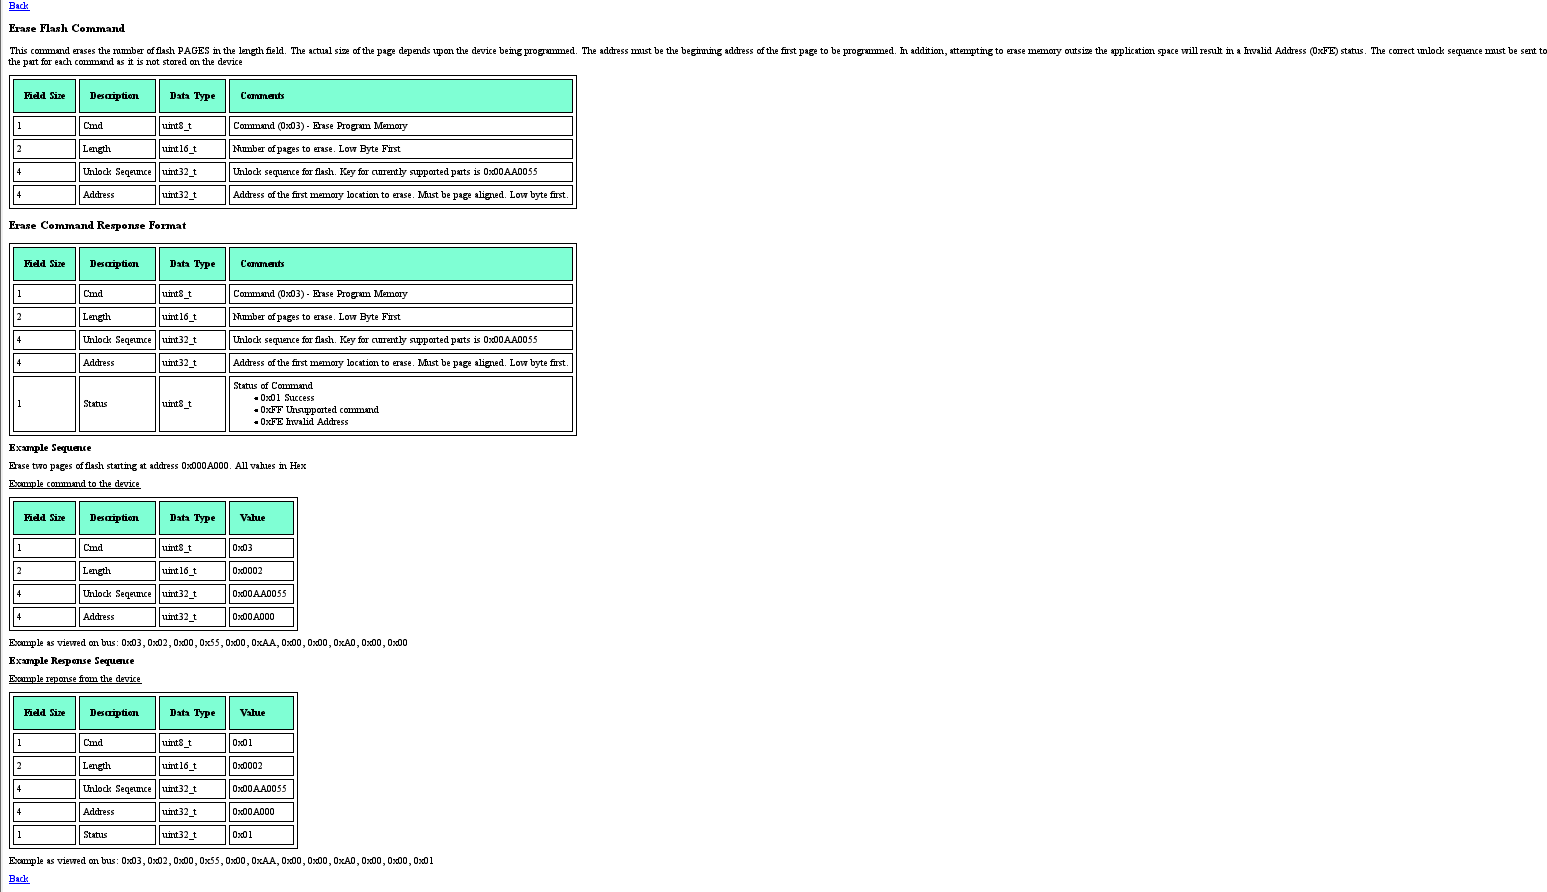 Back
Erase Flash Command
This command erases the number of flash PAGES in the length field. The actual size of the page depends upon the device being programmed. The address must be the beginning address of the first page to be programmed. In addition, attempting to erase memory outsize the application space will result in a Invalid Address (0xFE) status. The correct unlock sequence must be sent to
the part for each command as it is not stored on the device
Field Size Description Data Type Comments
1 Cmd uint8_t Command (0x03) - Erase Program Memory
2 Length uint16_t Number of pages to erase. Low Byte First
4 Unlock Seqeunce uint32_t Unlock sequence for flash. Key for currently supported parts is 0x00AA0055
4 Address uint32_t Address of the first memory location to erase. Must be page aligned. Low byte first.
Erase Command Response Format
Field Size Description Data Type Comments
1 Cmd uint8_t Command (0x03) - Erase Program Memory
2 Length uint16_t Number of pages to erase. Low Byte First
4 Unlock Seqeunce uint32_t Unlock sequence for flash. Key for currently supported parts is 0x00AA0055
4 Address uint32_t Address of the first memory location to erase. Must be page aligned. Low byte first.
1 Status uint8_t Status of Command
• 0x01 Success
• 0xFF Unsupported command
• 0xFE Invalid Address
Example Sequence
Erase two pages of flash starting at address 0x000A000. All values in Hex
Example command to the device
Field Size Description Data Type Value
1 Cmd uint8_t 0x03
2 Length uint16_t 0x0002
4 Unlock Seqeunce uint32_t 0x00AA0055
4 Address uint32_t 0x00A000
Example as viewed on bus: 0x03, 0x02, 0x00, 0x55, 0x00, 0xAA, 0x00, 0x00, 0xA0, 0x00, 0x00
Example Response Sequence
Example reponse from the device
Field Size Description Data Type Value
1 Cmd uint8_t 0x01
2 Length uint16_t 0x0002
4 Unlock Seqeunce uint32_t 0x00AA0055
4 Address uint32_t 0x00A000
1 Status uint32_t 0x01
Example as viewed on bus: 0x03, 0x02, 0x00, 0x55, 0x00, 0xAA, 0x00, 0x00, 0xA0, 0x00, 0x00, 0x01
Back